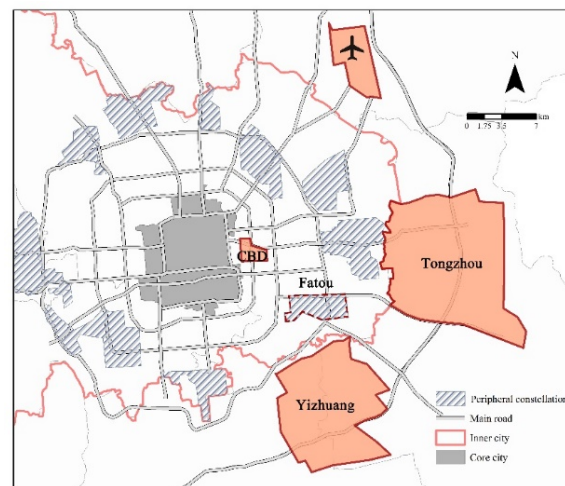 N
0 1.75 3.5 7
km
CBD
Tongzhou
Fatou
Yizhuang
Peripheral constellation
Main road
Inner city
Core city